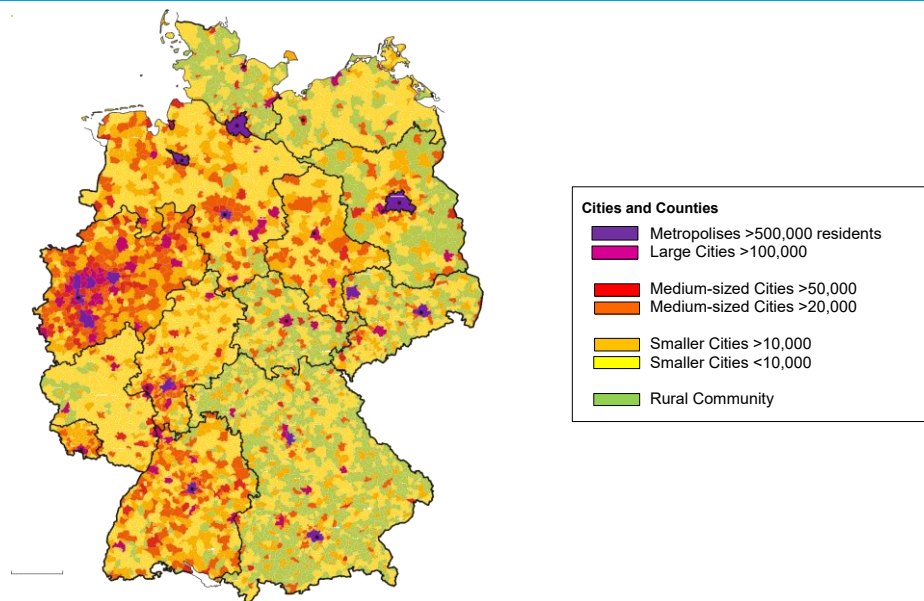 Cities and Counties
Metropolises >500,000 residents
Large Cities >100,000
Medium-sized Cities >50,000
Medium-sized Cities >20,000
Smaller Cities >10,000
Smaller Cities <10,000
Rural Community